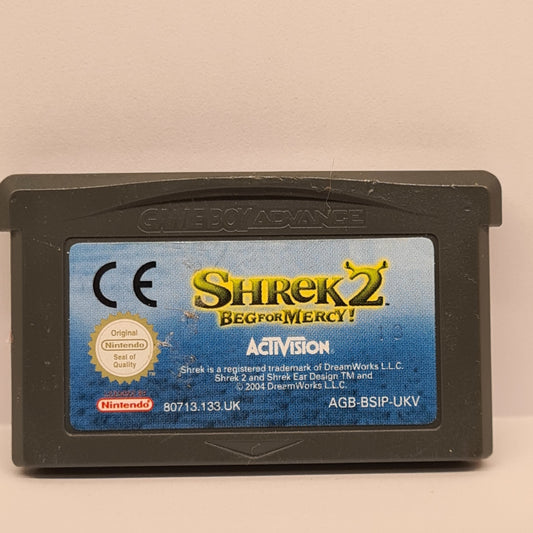 GAME BOY ADVANCE
CE
SHREK 2
BEG FOR MERCY!
ACTIVISION
Original
Nintendo
Seal of
Quality
Shrek is a registered trademark of DreamWorks L.L.C.
Shrek 2 and Shrek Ear Design TM and
© 2004 DreamWorks L.L.C.
Nintendo
80713.133.UK
AGB-BSIP-UKV